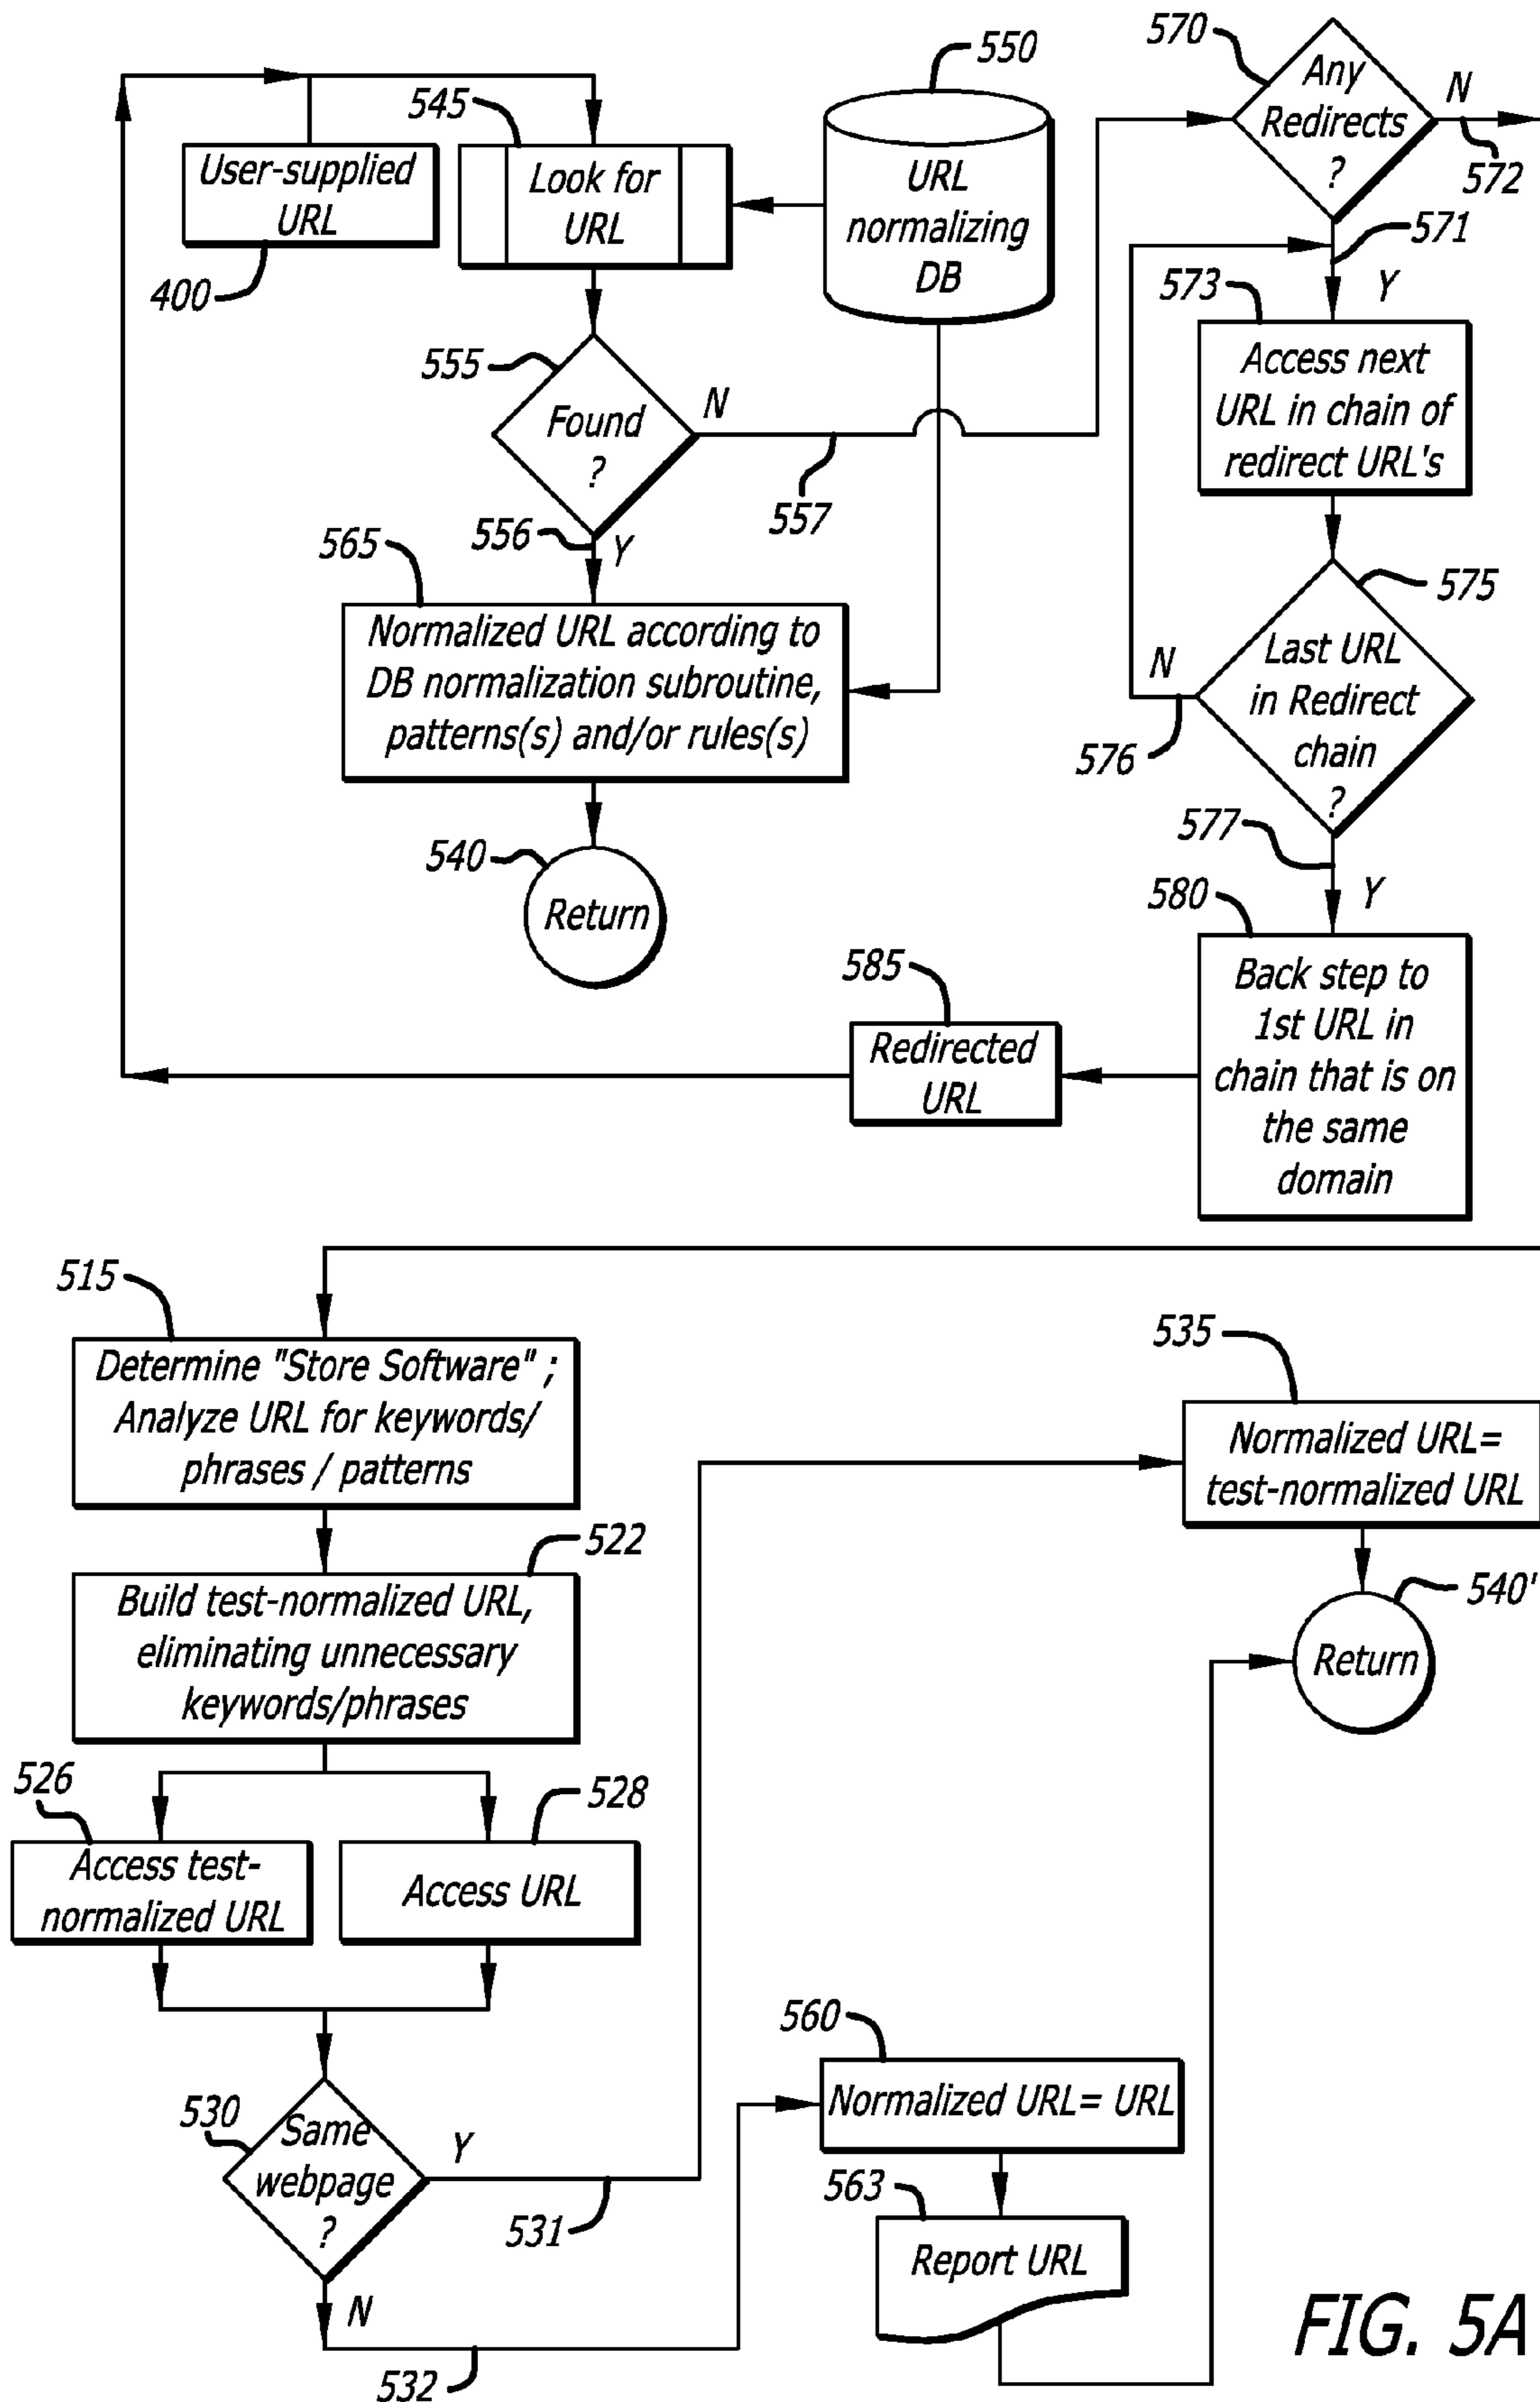 550
570
Any
Redirects
?
N
572
545
User-supplied
URL
400
Look for
URL
URL
normalizing
DB
571
573
Y
Access next
URL in chain of
redirect URL's
555
Found
?
N
557
556
Y
565
Normalized URL according to
DB normalization subroutine,
patterns(s) and/or rules(s)
575
Last URL
in Redirect
chain
?
N
576
577
Y
540
Return
580
Back step to
1st URL in
chain that is on
the same
domain
585
Redirected
URL
515
Determine "Store Software" ;
Analyze URL for keywords/
phrases / patterns
535
Normalized URL=
test-normalized URL
522
Build test-normalized URL,
eliminating unnecessary
keywords/phrases
540'
Return
526
Access test-
normalized URL
528
Access URL
530
Same
webpage
?
Y
531
N
532
560
Normalized URL= URL
563
Report URL
FIG. 5A